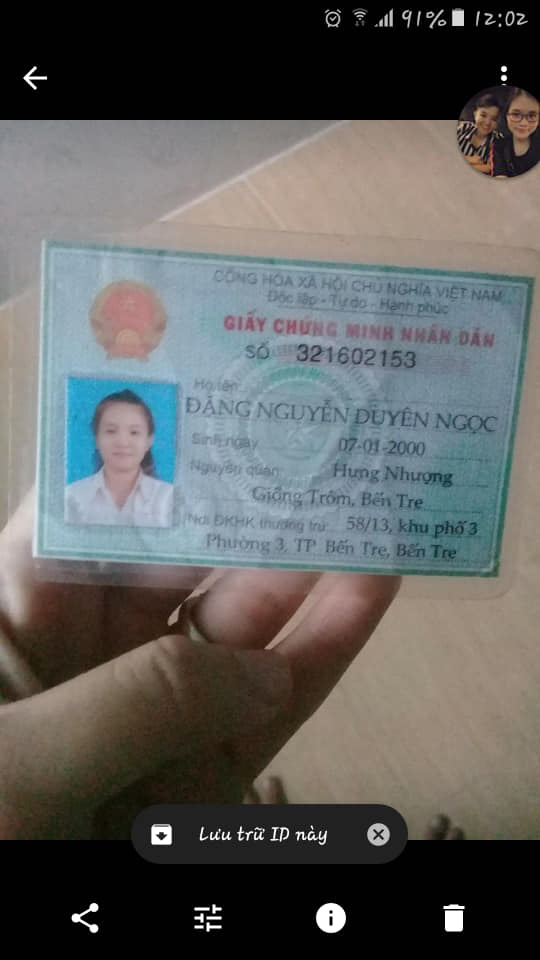 91% 12:02
CỘNG HÒA XÃ HỘI CHỦ NGHĨA VIỆT NAM
Độc lập - Tự do - Hạnh phúc
GIẤY CHỨNG MINH NHÂN DÂN
SỐ 321602153
Họ tên
ĐẶNG NGUYỄN DUYÊN NGỌC
Sinh ngày 07-01-2000
Nguyên quán: Hưng Nhượng
Giồng Trôm, Bến Tre
Nơi ĐKHK thường trú: 58/13, khu phố 3
Phường 3, TP Bến Tre, Bến Tre
Lưu trữ ID này